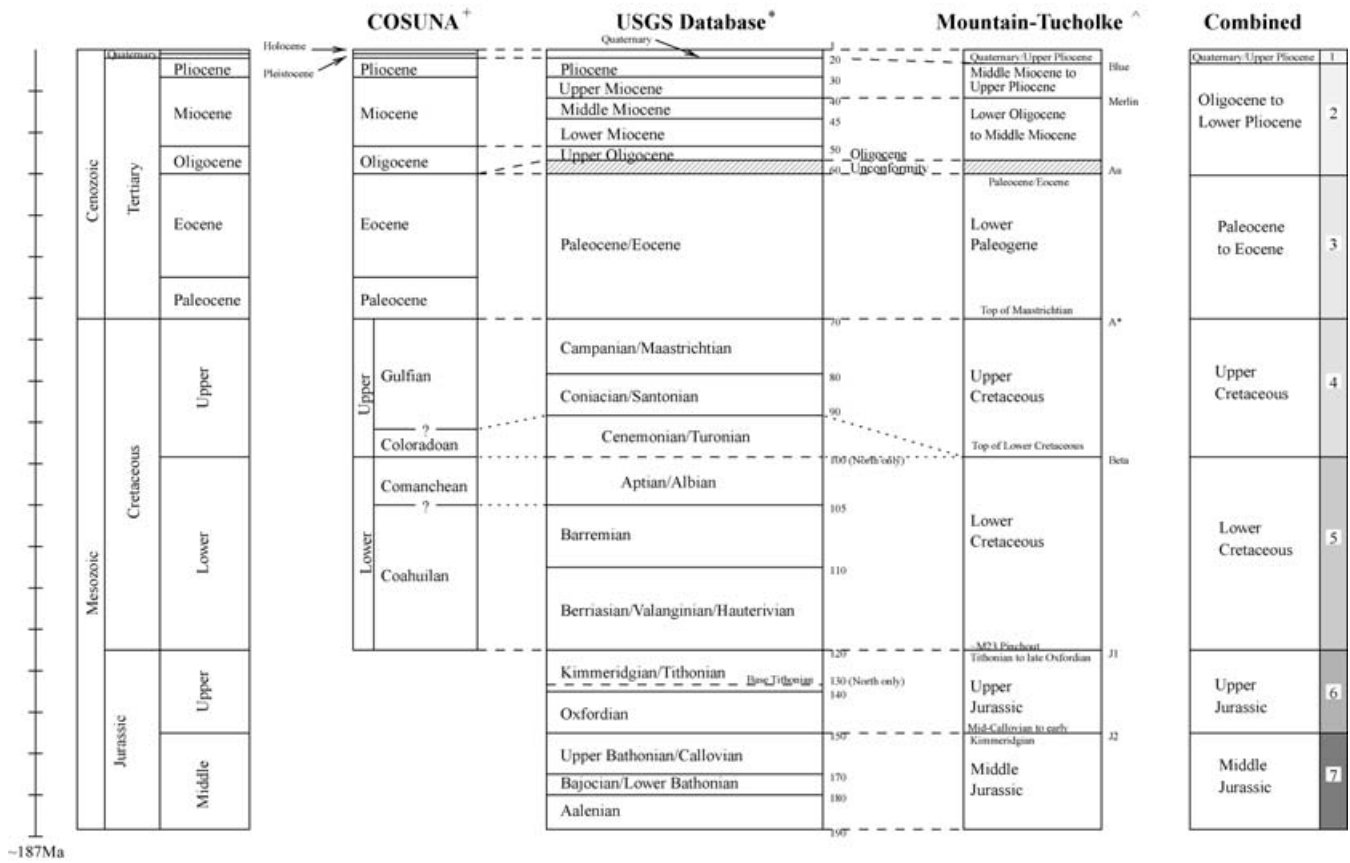 COSUNA +
USGS Database *
Mountain-Tucholke ^
Combined
Cenozoic
Mesozoic
Tertiary
Cretaceous
Jurassic
Quaternary
Pliocene
Miocene
Oligocene
Eocene
Paleocene
Upper
Lower
Upper
Middle
~187Ma
Holocene
Pleistocene
Pliocene
Miocene
Oligocene
Eocene
Paleocene
Upper
Lower
Gulfian
?
Coloradoan
Comanchean
?
Coahuilan
Quaternary
Pliocene
Upper Miocene
Middle Miocene
Lower Miocene
Upper Oligocene
Paleocene/Eocene
Campanian/Maastrichtian
Coniacian/Santonian
Cenemonian/Turonian
Aptian/Albian
Barremian
Berriasian/Valanginian/Hauterivian
Kimmeridgian/Tithonian
Base Tithonian
Oxfordian
Upper Bathonian/Callovian
Bajocian/Lower Bathonian
Aalenian
1
20
30
40
45
50
60
70
80
90
100 (North only)
105
110
120
130 (North only)
140
150
170
180
190
Oligocene
Unconformity
Quaternary/Upper Pliocene
Middle Miocene to
Upper Pliocene
Lower Oligocene
to Middle Miocene
Paleocene/Eocene
Lower
Paleogene
Top of Maastrichtian
Upper
Cretaceous
Top of Lower Cretaceous
Lower
Cretaceous
~M23 Pinchout
Tithonian to late Oxfordian
Upper
Jurassic
Mid-Callovian to early
Kimmeridgian
Middle
Jurassic
Blue
Merlin
Au
A*
Beta
J1
J2
Quaternary/Upper Pliocene 1
Oligocene to
Lower Pliocene
2
Paleocene
to Eocene
3
Upper
Cretaceous
4
Lower
Cretaceous
5
Upper
Jurassic
6
Middle
Jurassic
7